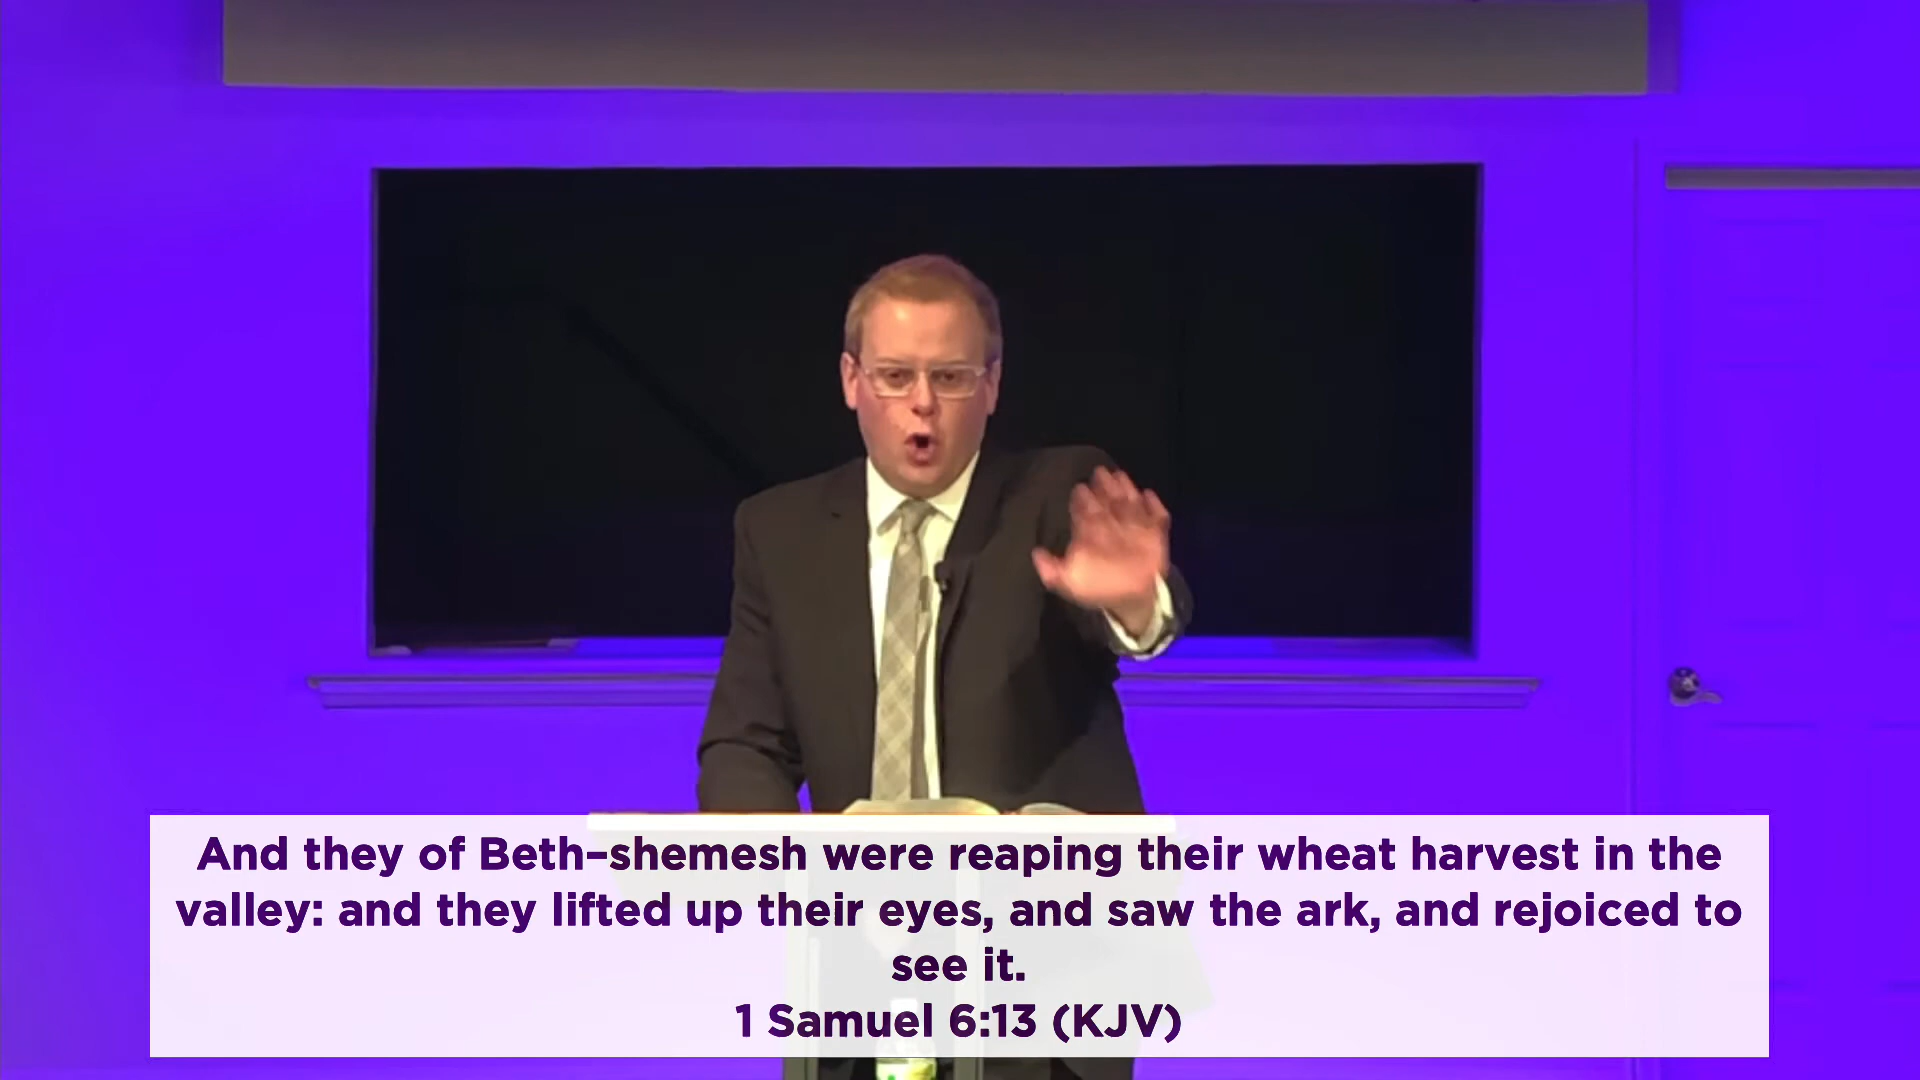 And they of Beth–shemesh were reaping their wheat harvest in the
valley: and they lifted up their eyes, and saw the ark, and rejoiced to
see it.
1 Samuel 6:13 (KJV)